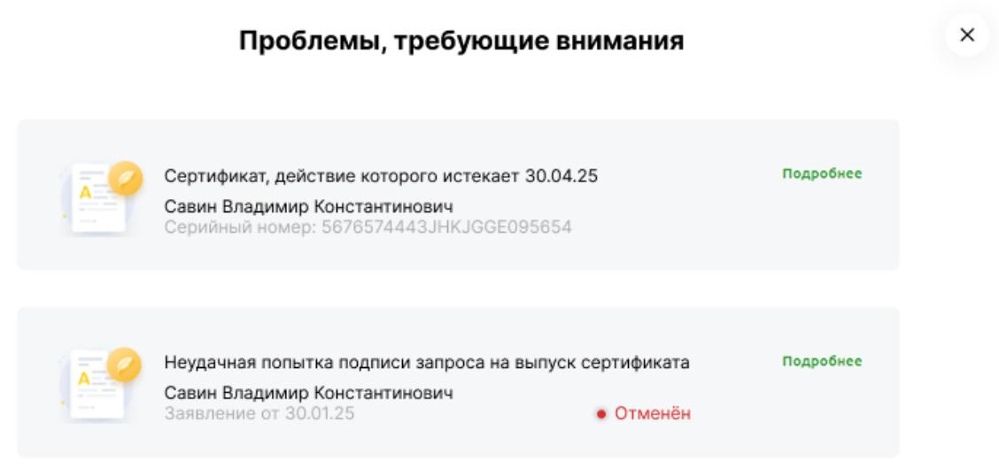 Проблемы, требующие внимания
Сертификат, действие которого истекает 30.04.25
Подробнее
Савин Владимир Константинович
Серийный номер: 5676574443JHKJGGE095654
Неудачная попытка подписи запроса на выпуск сертификата
Подробнее
Савин Владимир Константинович
Заявление от 30.01.25
Отменён